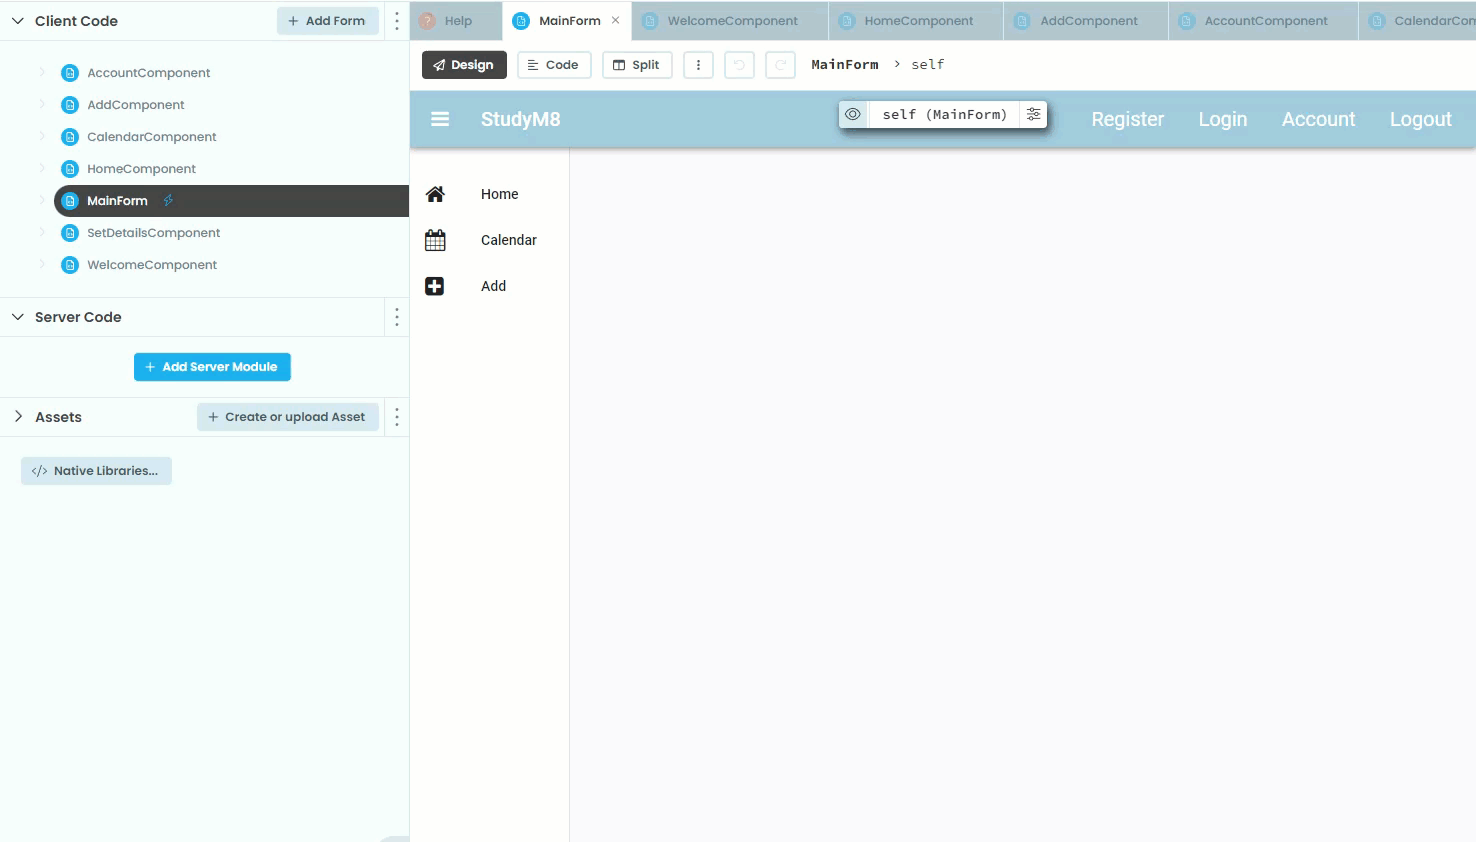 Client Code
+ Add Form
AccountComponent
AddComponent
CalendarComponent
HomeComponent
MainForm
SetDetailsComponent
WelcomeComponent
Server Code
+ Add Server Module
Assets
+ Create or upload Asset
</> Native Libraries...
? Help
MainForm ×
WelcomeComponent
HomeComponent
AddComponent
AccountComponent
CalendarCom
Design
Code
Split
MainForm > self
StudyM8
self (MainForm)
Register
Login
Account
Logout
Home
Calendar
Add